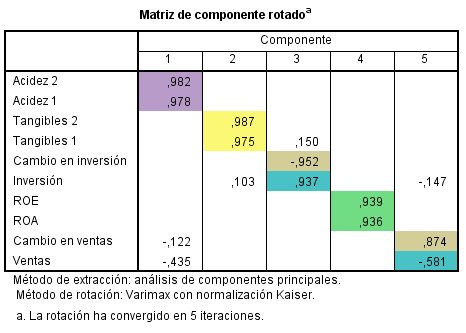 Matriz de componente rotadoª
Componente
1 2 3 4 5
Acidez 2 ,982
Acidez 1 ,978
Tangibles 2 ,987
Tangibles 1 ,975 ,150
Cambio en inversión -,952
Inversión ,103 ,937 -,147
ROE ,939
ROA ,936
Cambio en ventas -,122 ,874
Ventas -,435 -,581
Método de extracción: análisis de componentes principales.
Método de rotación: Varimax con normalización Kaiser.
a. La rotación ha convergido en 5 iteraciones.